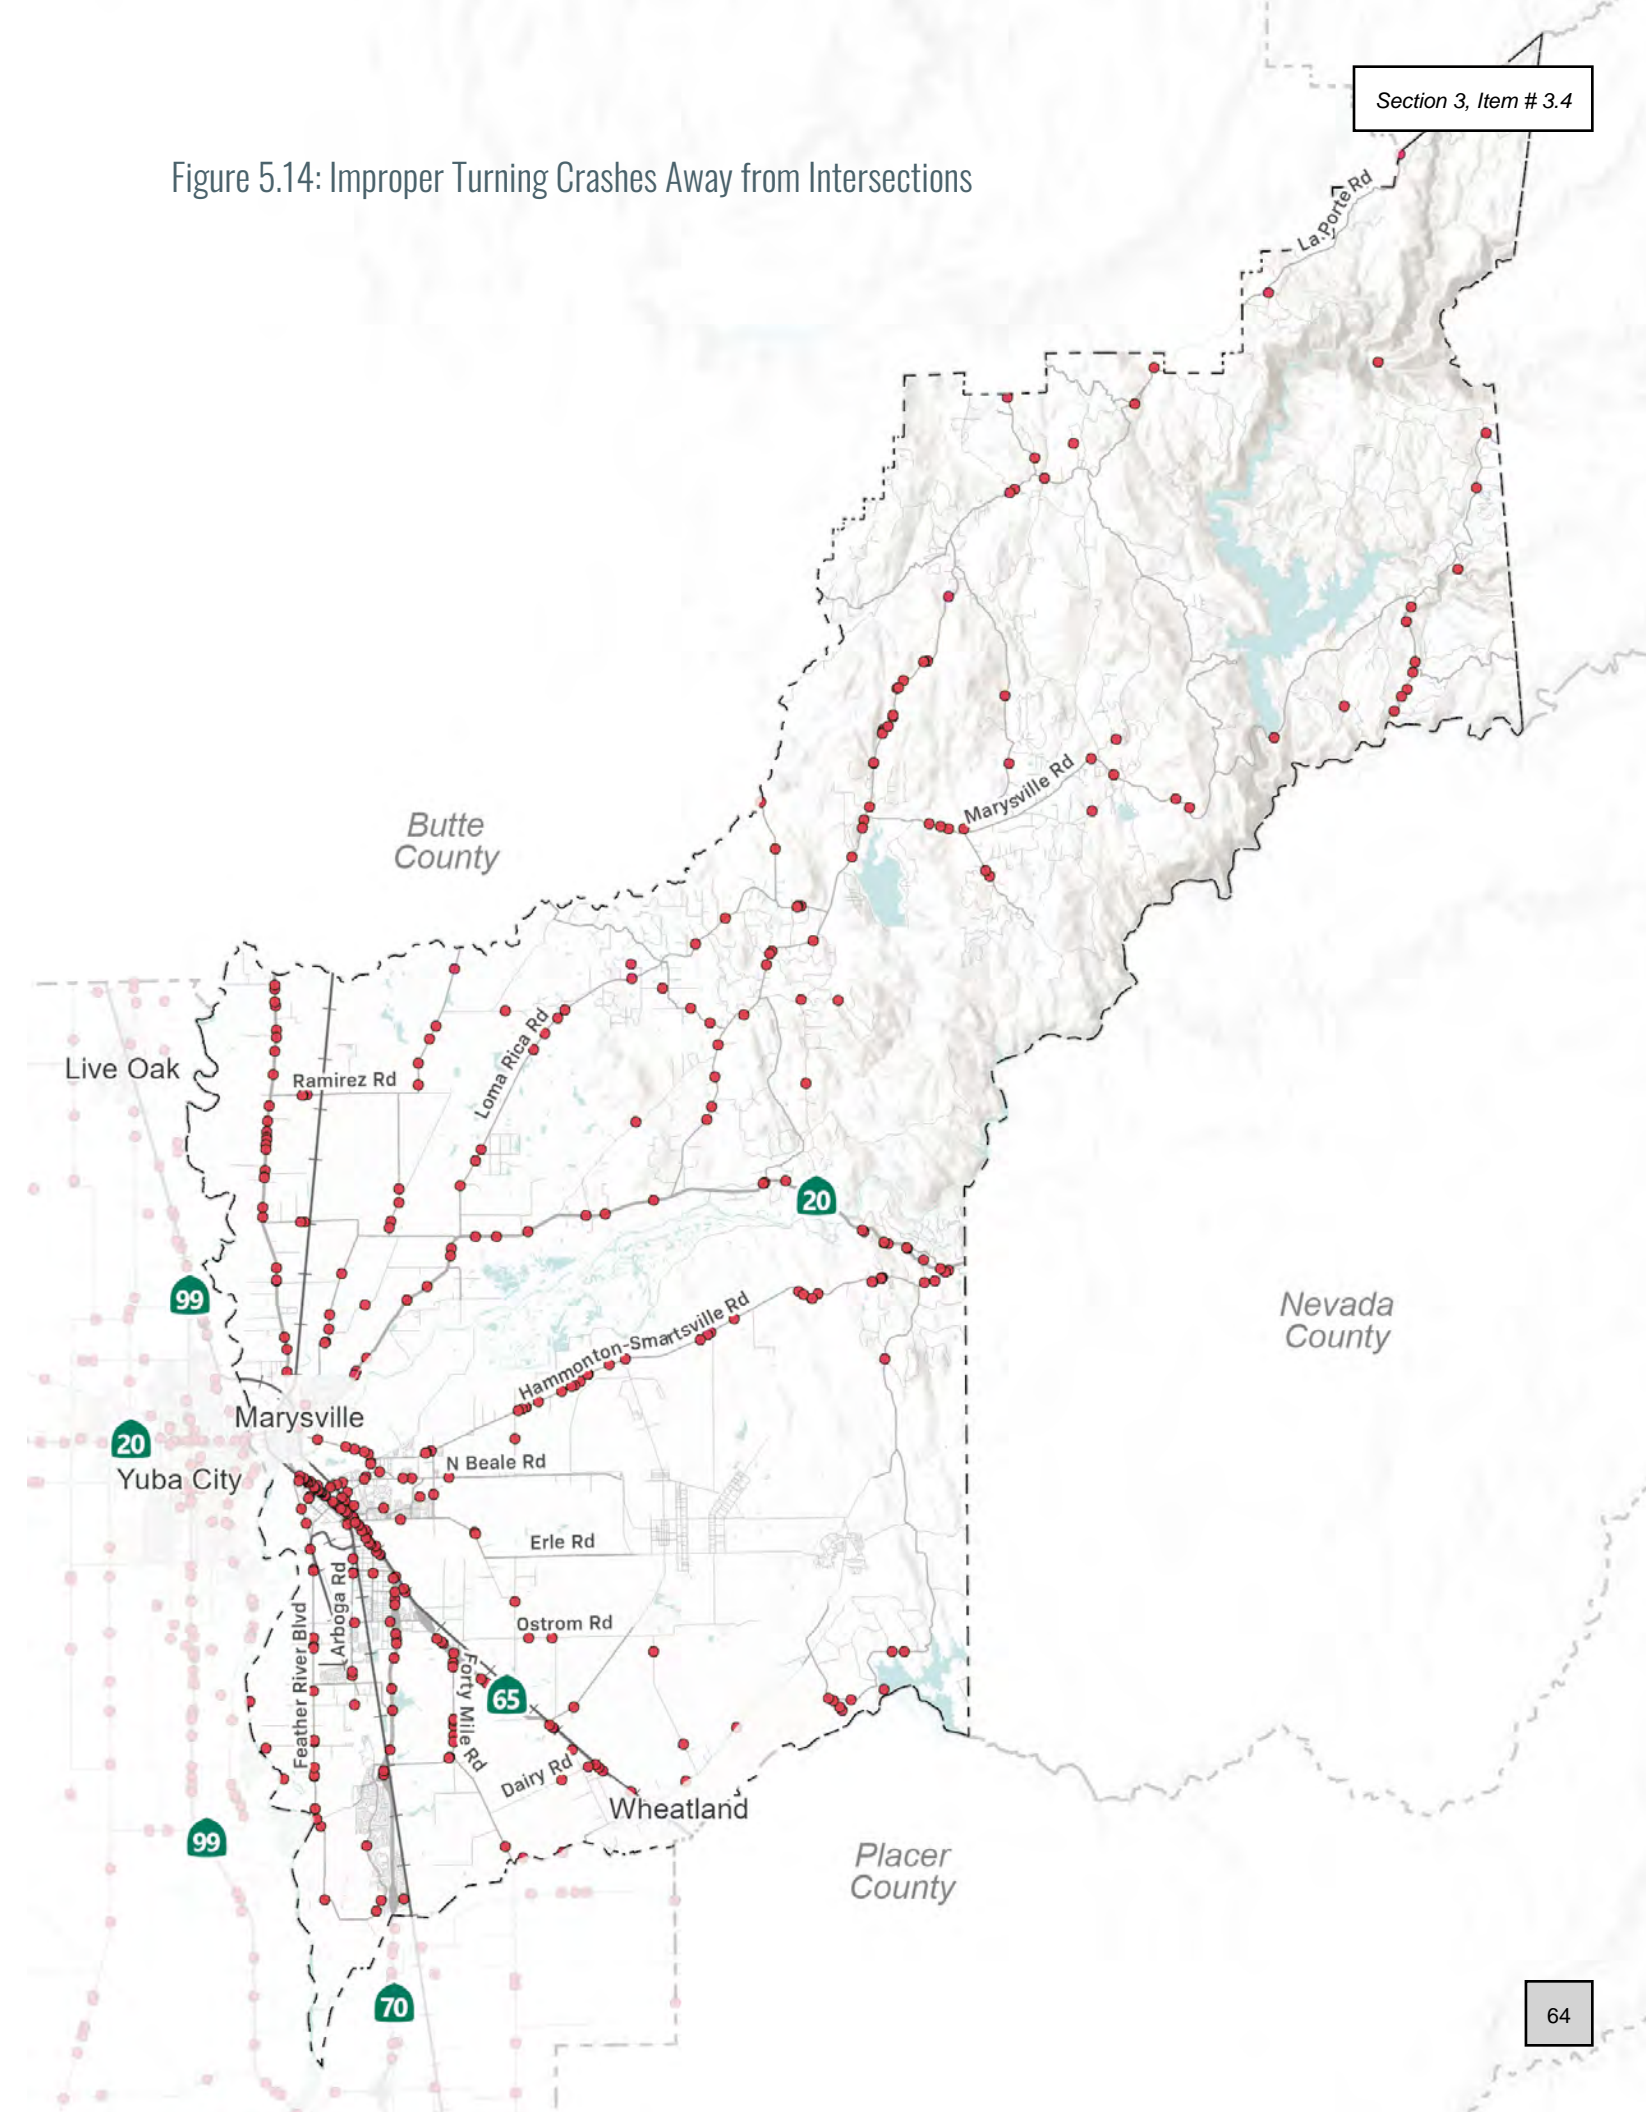 Section 3, Item # 3.4
Figure 5.14: Improper Turning Crashes Away from Intersections
La Porte Rd
Marysville Rd
Butte
County
Live Oak
Ramirez Rd
Loma Rica Rd
20
99
Hammonton-Smartsville Rd
Nevada
County
Marysville
20
Yuba City
N Beale Rd
Erle Rd
Arboga Rd
Ostrom Rd
Feather River Blvd
Forty Mile Rd
65
Dairy Rd
Wheatland
99
Placer
County
70
64